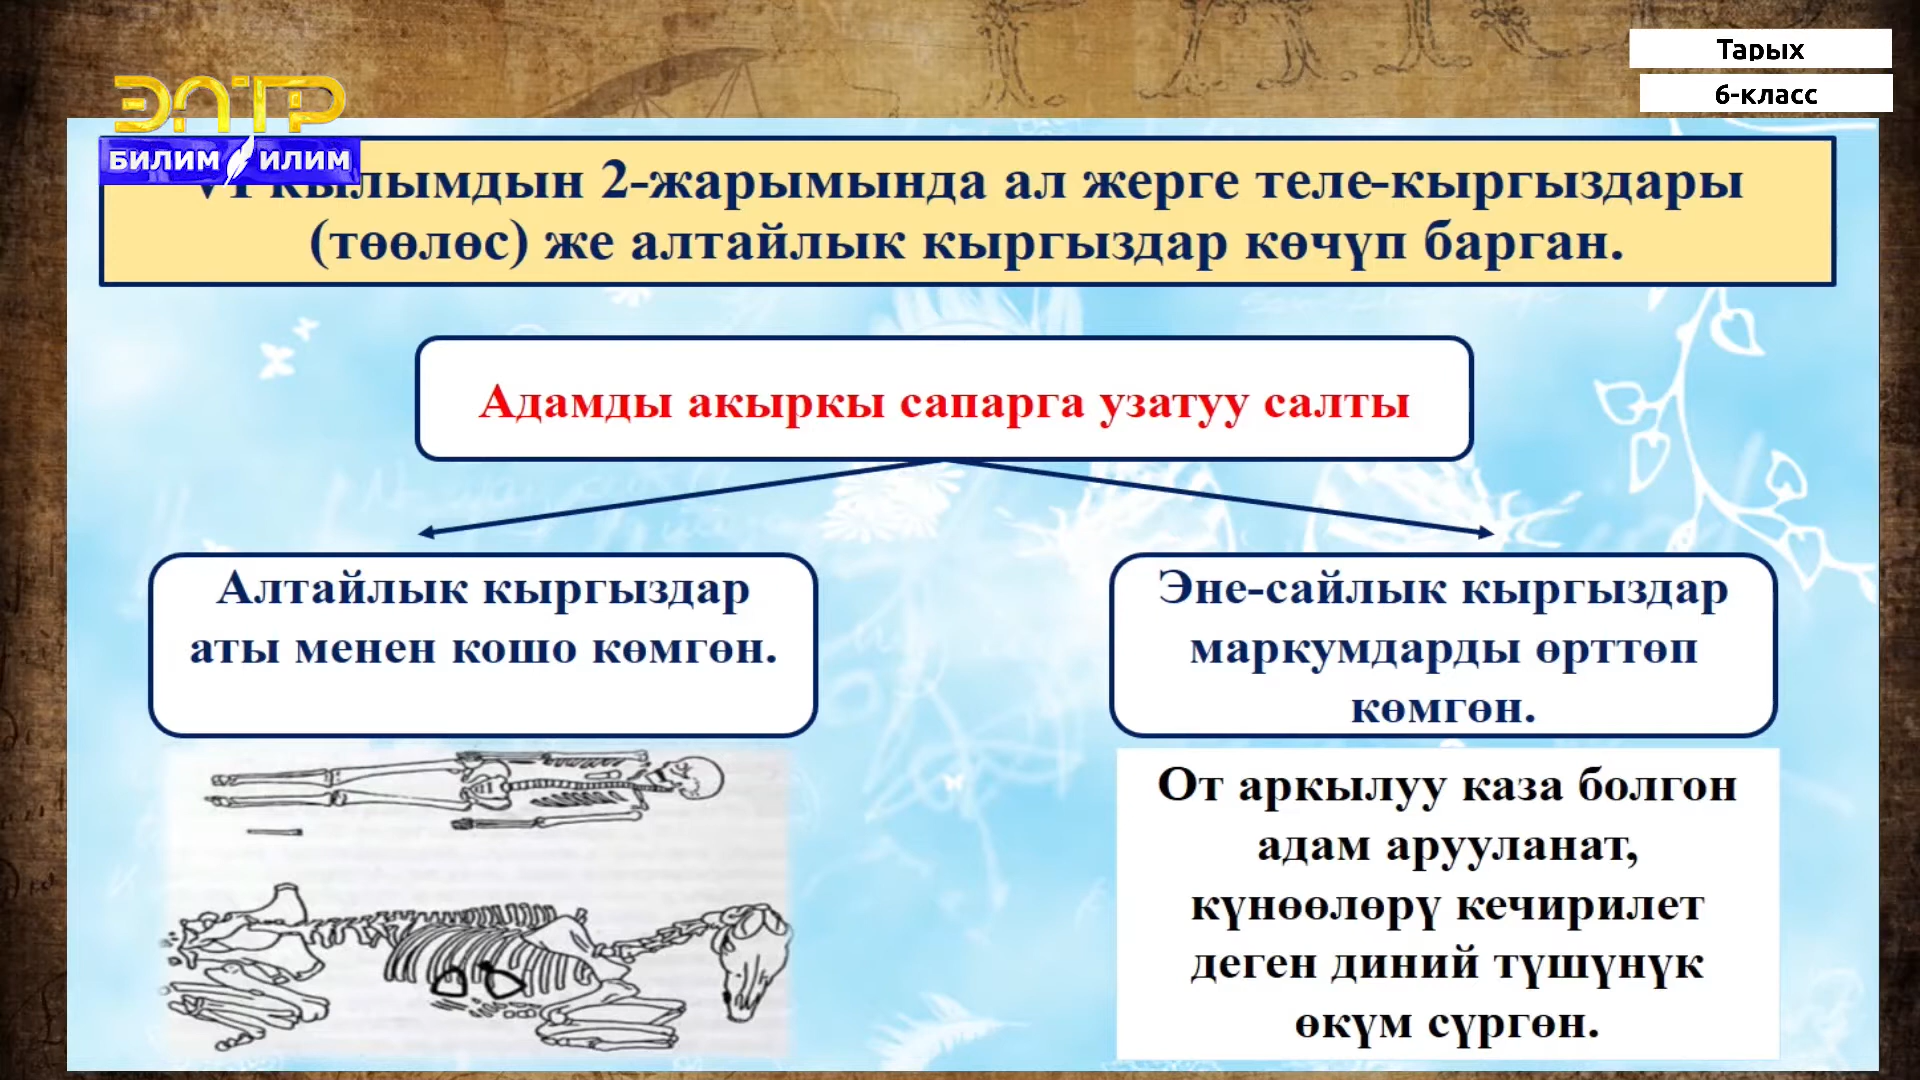 Тарых
6-класс
ЭЛТР
БИЛИМ ИЛИМ
кылымдын 2-жарымында ал жерге теле-кыргыздары
(төөлөс) же алтайлык кыргыздар көчүп барган.
Адамды акыркы сапарга узатуу салты
Алтайлык кыргыздар
аты менен кошо көмгөн.
Эне-сайлык кыргыздар
маркумдарды өрттөп
көмгөн.
От аркылуу каза болгон
адам арууланат,
күнөөлөрү кечирилет
деген диний түшүнүк
өкүм сүргөн.